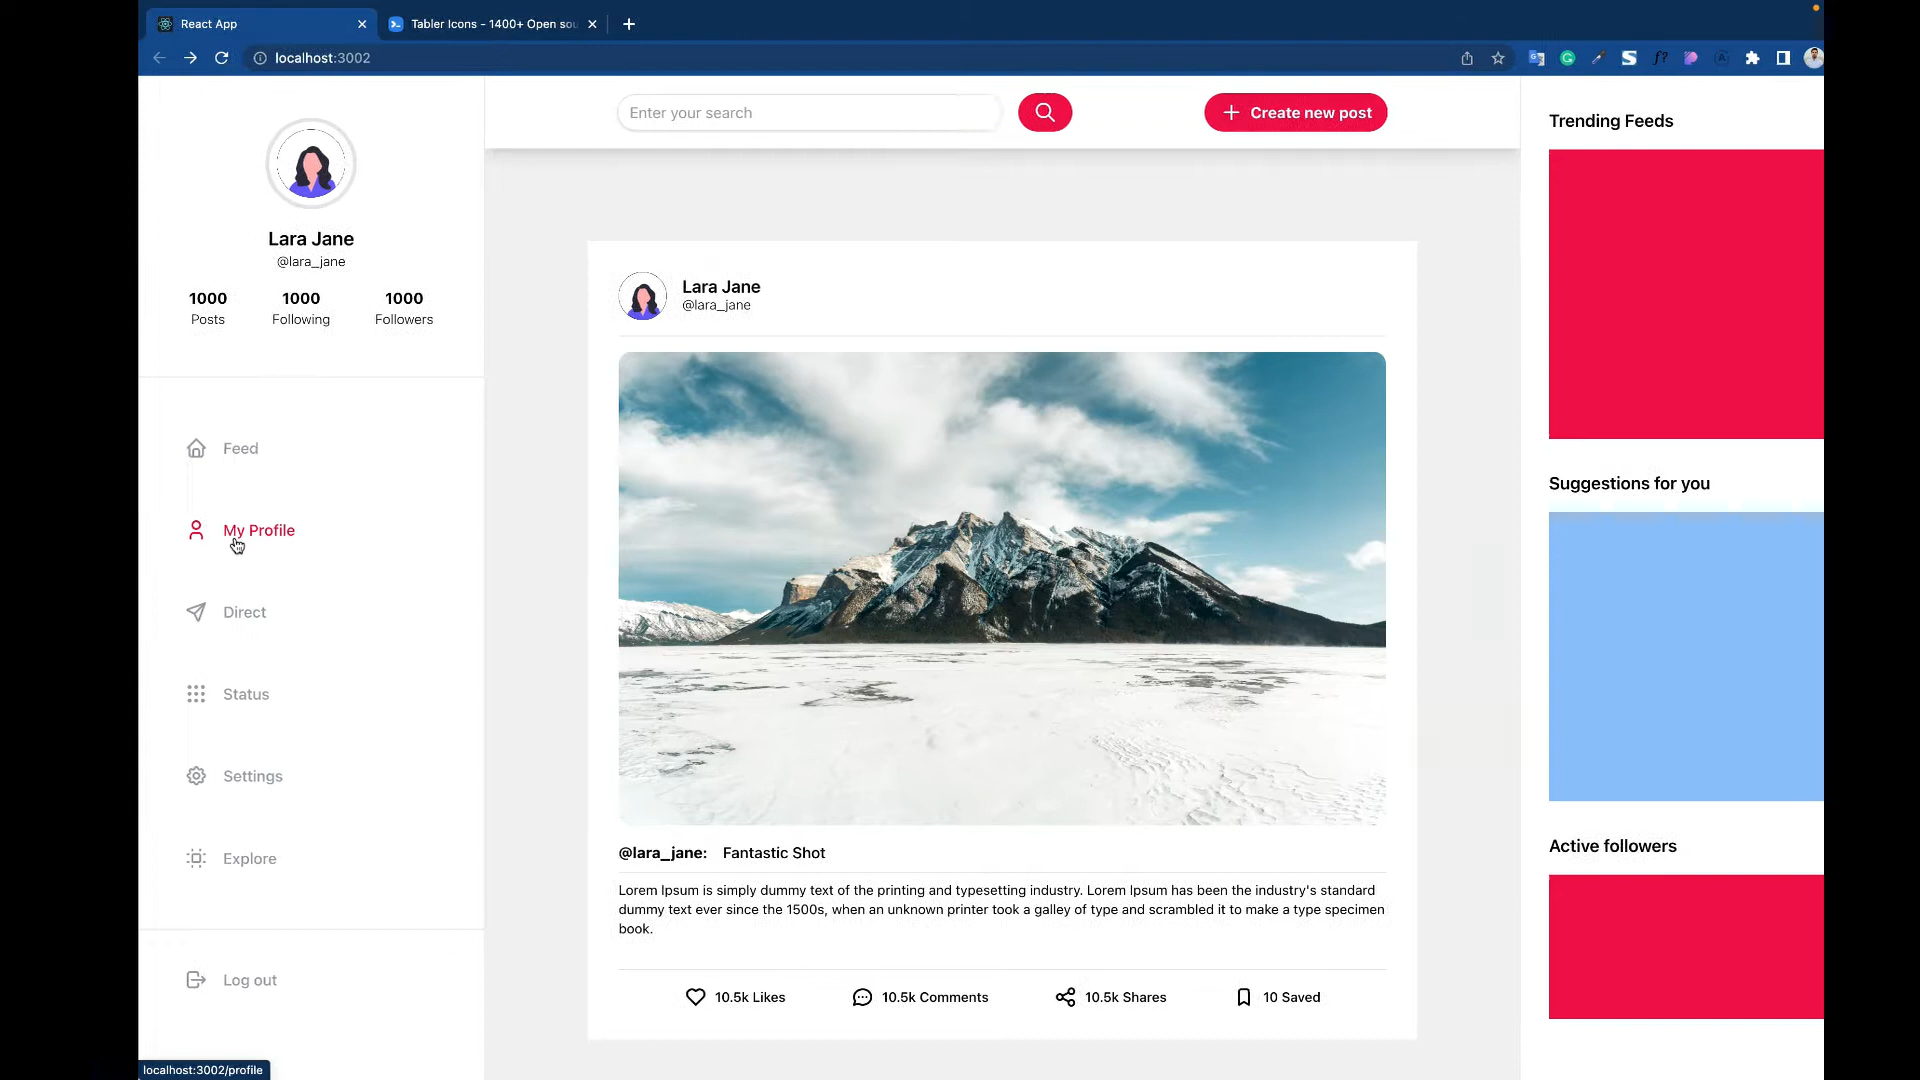 React App
Tabler Icons - 1400+ Open sou
localhost:3002
Lara Jane
@lara_jane
1000 1000 1000
Posts Following Followers
Feed
My Profile
Direct
Status
Settings
Explore
Log out
localhost:3002/profile
Enter your search
Create new post
Lara Jane
@lara_jane
@lara_jane: Fantastic Shot
Lorem Ipsum is simply dummy text of the printing and typesetting industry. Lorem Ipsum has been the industry's standard
dummy text ever since the 1500s, when an unknown printer took a galley of type and scrambled it to make a type specimen
book.
10.5k Likes 10.5k Comments 10.5k Shares 10 Saved
Trending Feeds
Suggestions for you
Active followers